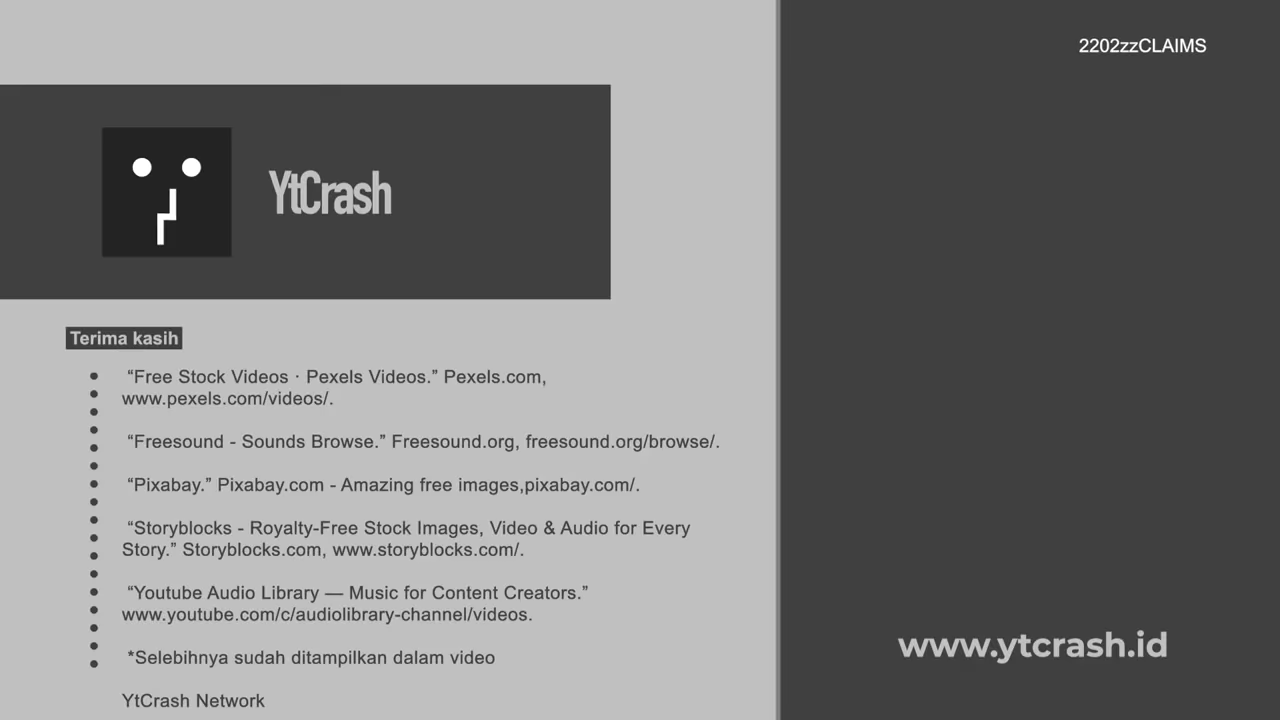 2202zzCLAIMS
YtCrash
Terima kasih
“Free Stock Videos · Pexels Videos.” Pexels.com,
www.pexels.com/videos/.
“Freesound - Sounds Browse.” Freesound.org, freesound.org/browse/.
“Pixabay.” Pixabay.com - Amazing free images,pixabay.com/.
“Storyblocks - Royalty-Free Stock Images, Video & Audio for Every
Story.” Storyblocks.com, www.storyblocks.com/.
“Youtube Audio Library — Music for Content Creators.”
www.youtube.com/c/audiolibrary-channel/videos.
*Selebihnya sudah ditampilkan dalam video
YtCrash Network
www.ytcrash.id